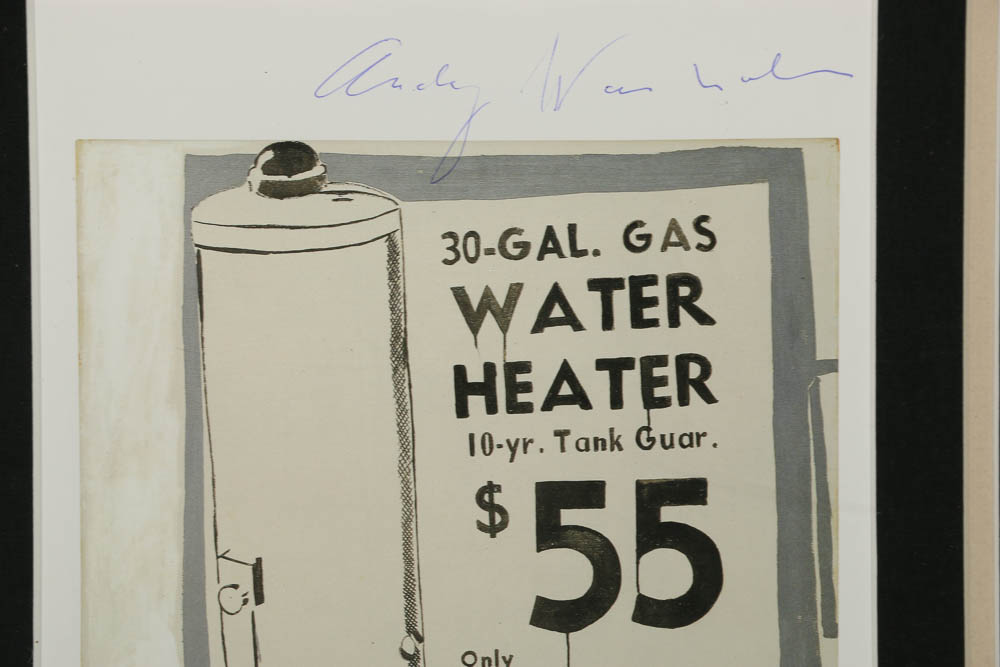 Andy Warhol
30-GAL. GAS
WATER
HEATER
10-yr. Tank Guar.
$55
Only